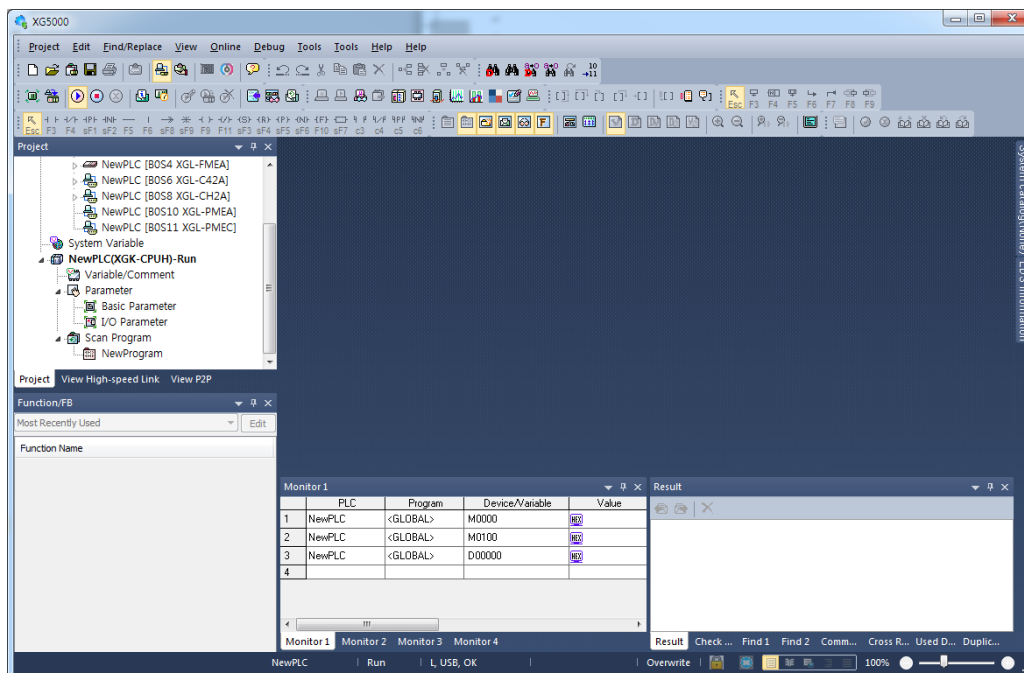 XG5000
Project Edit Find/Replace View Online Debug Tools Tools Help Help
Esc F3 F4 F5 F6 F7 F8 F9
Esc F3 F4 sF1 sF2 F5 F6 sF8 sF9 F9 F11 sF3 sF4 sF5 sF6 F10 sF7 c3 c4 c5 c6
Project
NewPLC [B0S4 XGL-FMEA]
NewPLC [B0S6 XGL-C42A]
NewPLC [B0S8 XGL-CH2A]
NewPLC [B0S10 XGL-PMEA]
NewPLC [B0S11 XGL-PMEC]
System Variable
NewPLC(XGK-CPUH)-Run
Variable/Comment
Parameter
Basic Parameter
I/O Parameter
Scan Program
NewProgram
Project View High-speed Link View P2P
Function/FB
Most Recently Used Edit
Function Name
Monitor 1
PLC Program Device/Variable Value
1 NewPLC <GLOBAL> M0000 HEX
2 NewPLC <GLOBAL> M0100 HEX
3 NewPLC <GLOBAL> D00000 HEX
4
Monitor 1 Monitor 2 Monitor 3 Monitor 4
Result
Result Check ... Find 1 Find 2 Comm... Cross R... Used D... Duplic...
NewPLC Run L, USB, OK Overwrite 100%